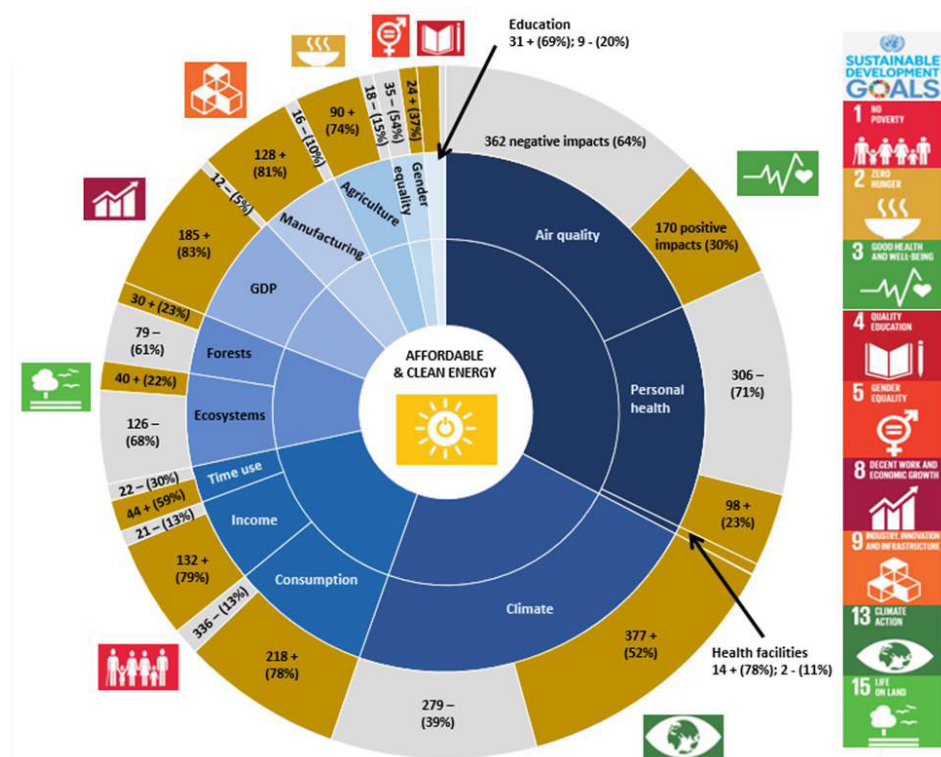 Education
31 + (69%); 9 - (20%)
362 negative impacts (64%)
170 positive
impacts (30%)
Air quality
306 –
(71%)
Personal
health
98 +
(23%)
Health facilities
14 + (78%); 2 - (11%)
377 +
(52%)
Climate
279 –
(39%)
218 +
(78%)
336 – (13%)
Consumption
132 +
(79%)
21 – (13%)
Income
44 + (59%)
22 – (30%)
Time use
126 –
(68%)
40 + (22%)
Ecosystems
79 –
(61%)
30 + (23%)
Forests
185 +
(83%)
12 – (5%)
GDP
128 +
(81%)
16 – (10%)
Manufacturing
90 +
(74%)
18 – (15%)
Agriculture
35 –
(54%)
24 +
(37%)
Gender
equality
AFFORDABLE
& CLEAN ENERGY
SUSTAINABLE
DEVELOPMENT
GOALS
1 NO
POVERTY
2 ZERO
HUNGER
3 GOOD HEALTH
AND WELL-BEING
4 QUALITY
EDUCATION
5 GENDER
EQUALITY
8 DECENT WORK AND
ECONOMIC GROWTH
9 INDUSTRY, INNOVATION
AND INFRASTRUCTURE
13 CLIMATE
ACTION
15 LIFE
ON LAND